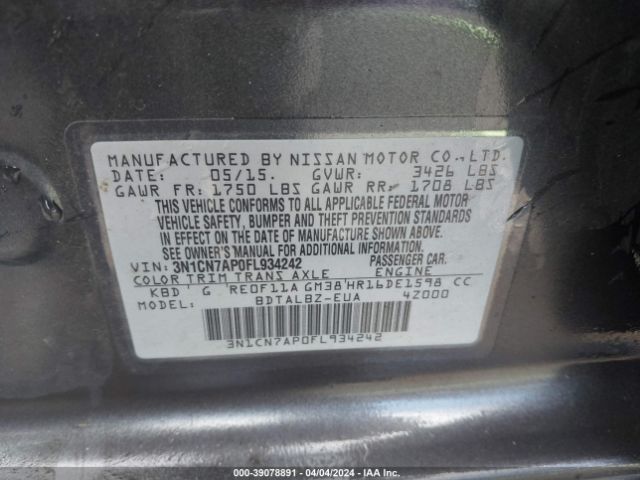 MANUFACTURED BY NISSAN MOTOR CO.,LTD.
DATE: 05/15. GVWR: 3426 LBS
GAWR FR: 1750 LBS GAWR RR: 1708 LBS
THIS VEHICLE CONFORMS TO ALL APPLICABLE FEDERAL MOTOR
VEHICLE SAFETY, BUMPER AND THEFT PREVENTION STANDARDS
IN EFFECT ON THE DATE OF MANUFACTURE SHOWN ABOVE.
SEE OWNER'S MANUAL FOR ADDITIONAL INFORMATION.
VIN: 3N1CN7AP0FL934242 PASSENGER CAR.
COLOR TRIM TRANS AXLE ENGINE
KBD G RE0F11A GM38 HR16DE1598 CC
MODEL: BDTALBZ-EUA 4Z000
3N1CN7AP0FL934242
000-39078891 - 04/04/2024 - IAA Inc.